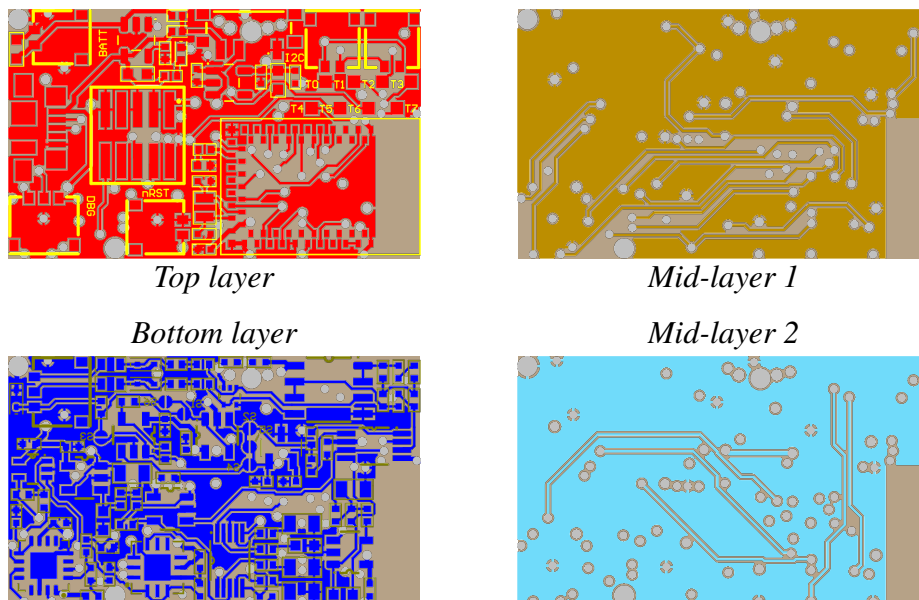 BATT
I2C
T0 T1 T2 T3
T4 T5 T6 T7
nRST
DBG
Top layer
Mid-layer 1
Bottom layer
Mid-layer 2